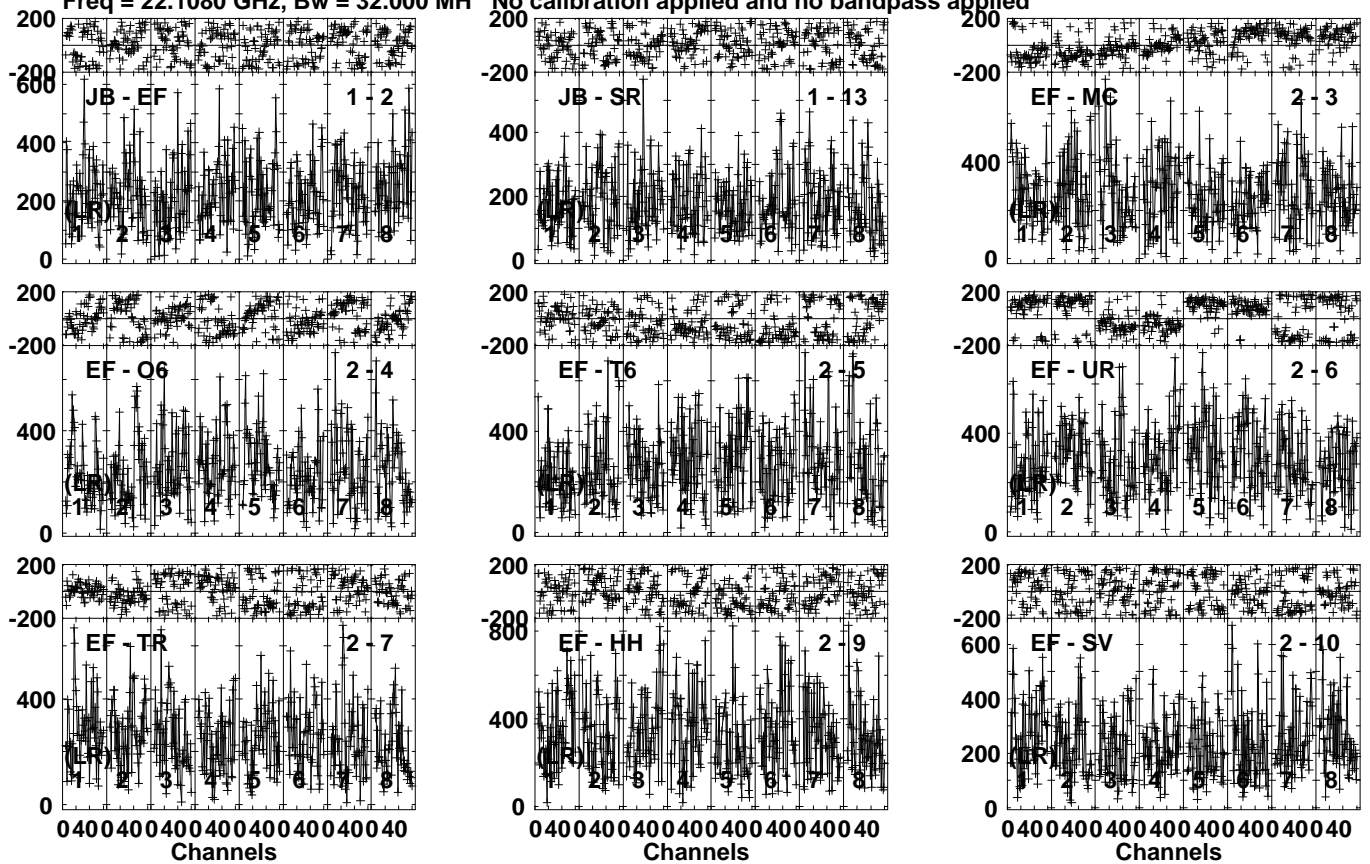 Freq = 22.1080 GHz, Bw = 32.000 MH No calibration applied and no bandpass applied
200
-200
600
400
200
0
JB - EF 1 - 2
(LR)
1 2 3 4 5 6 7 8
200
-200
400
200
0
JB - SR 1 - 13
(LR)
1 2 3 4 5 6 7 8
200
-200
400
0
EF - MC 2 - 3
(LR)
1 2 3 4 5 6 7 8
200
-200
400
0
EF - O6 2 - 4
(LR)
1 2 3 4 5 6 7 8
200
-200
400
0
EF - T6 2 - 5
(LR)
1 2 3 4 5 6 7 8
200
-200
400
0
EF - UR 2 - 6
(LR)
1 2 3 4 5 6 7 8
200
-200
400
0
EF - TR 2 - 7
(LR)
1 2 3 4 5 6 7 8
0 40 0 40 0 40 0 40 0 40 0 40 0 40 0 40
Channels
200
-200
800
400
0
EF - HH 2 - 9
(LR)
1 2 3 4 5 6 7 8
0 40 0 40 0 40 0 40 0 40 0 40 0 40 0 40
Channels
200
-200
600
400
200
0
EF - SV 2 - 10
(LR)
1 2 3 4 5 6 7 8
0 40 0 40 0 40 0 40 0 40 0 40 0 40 0 40
Channels